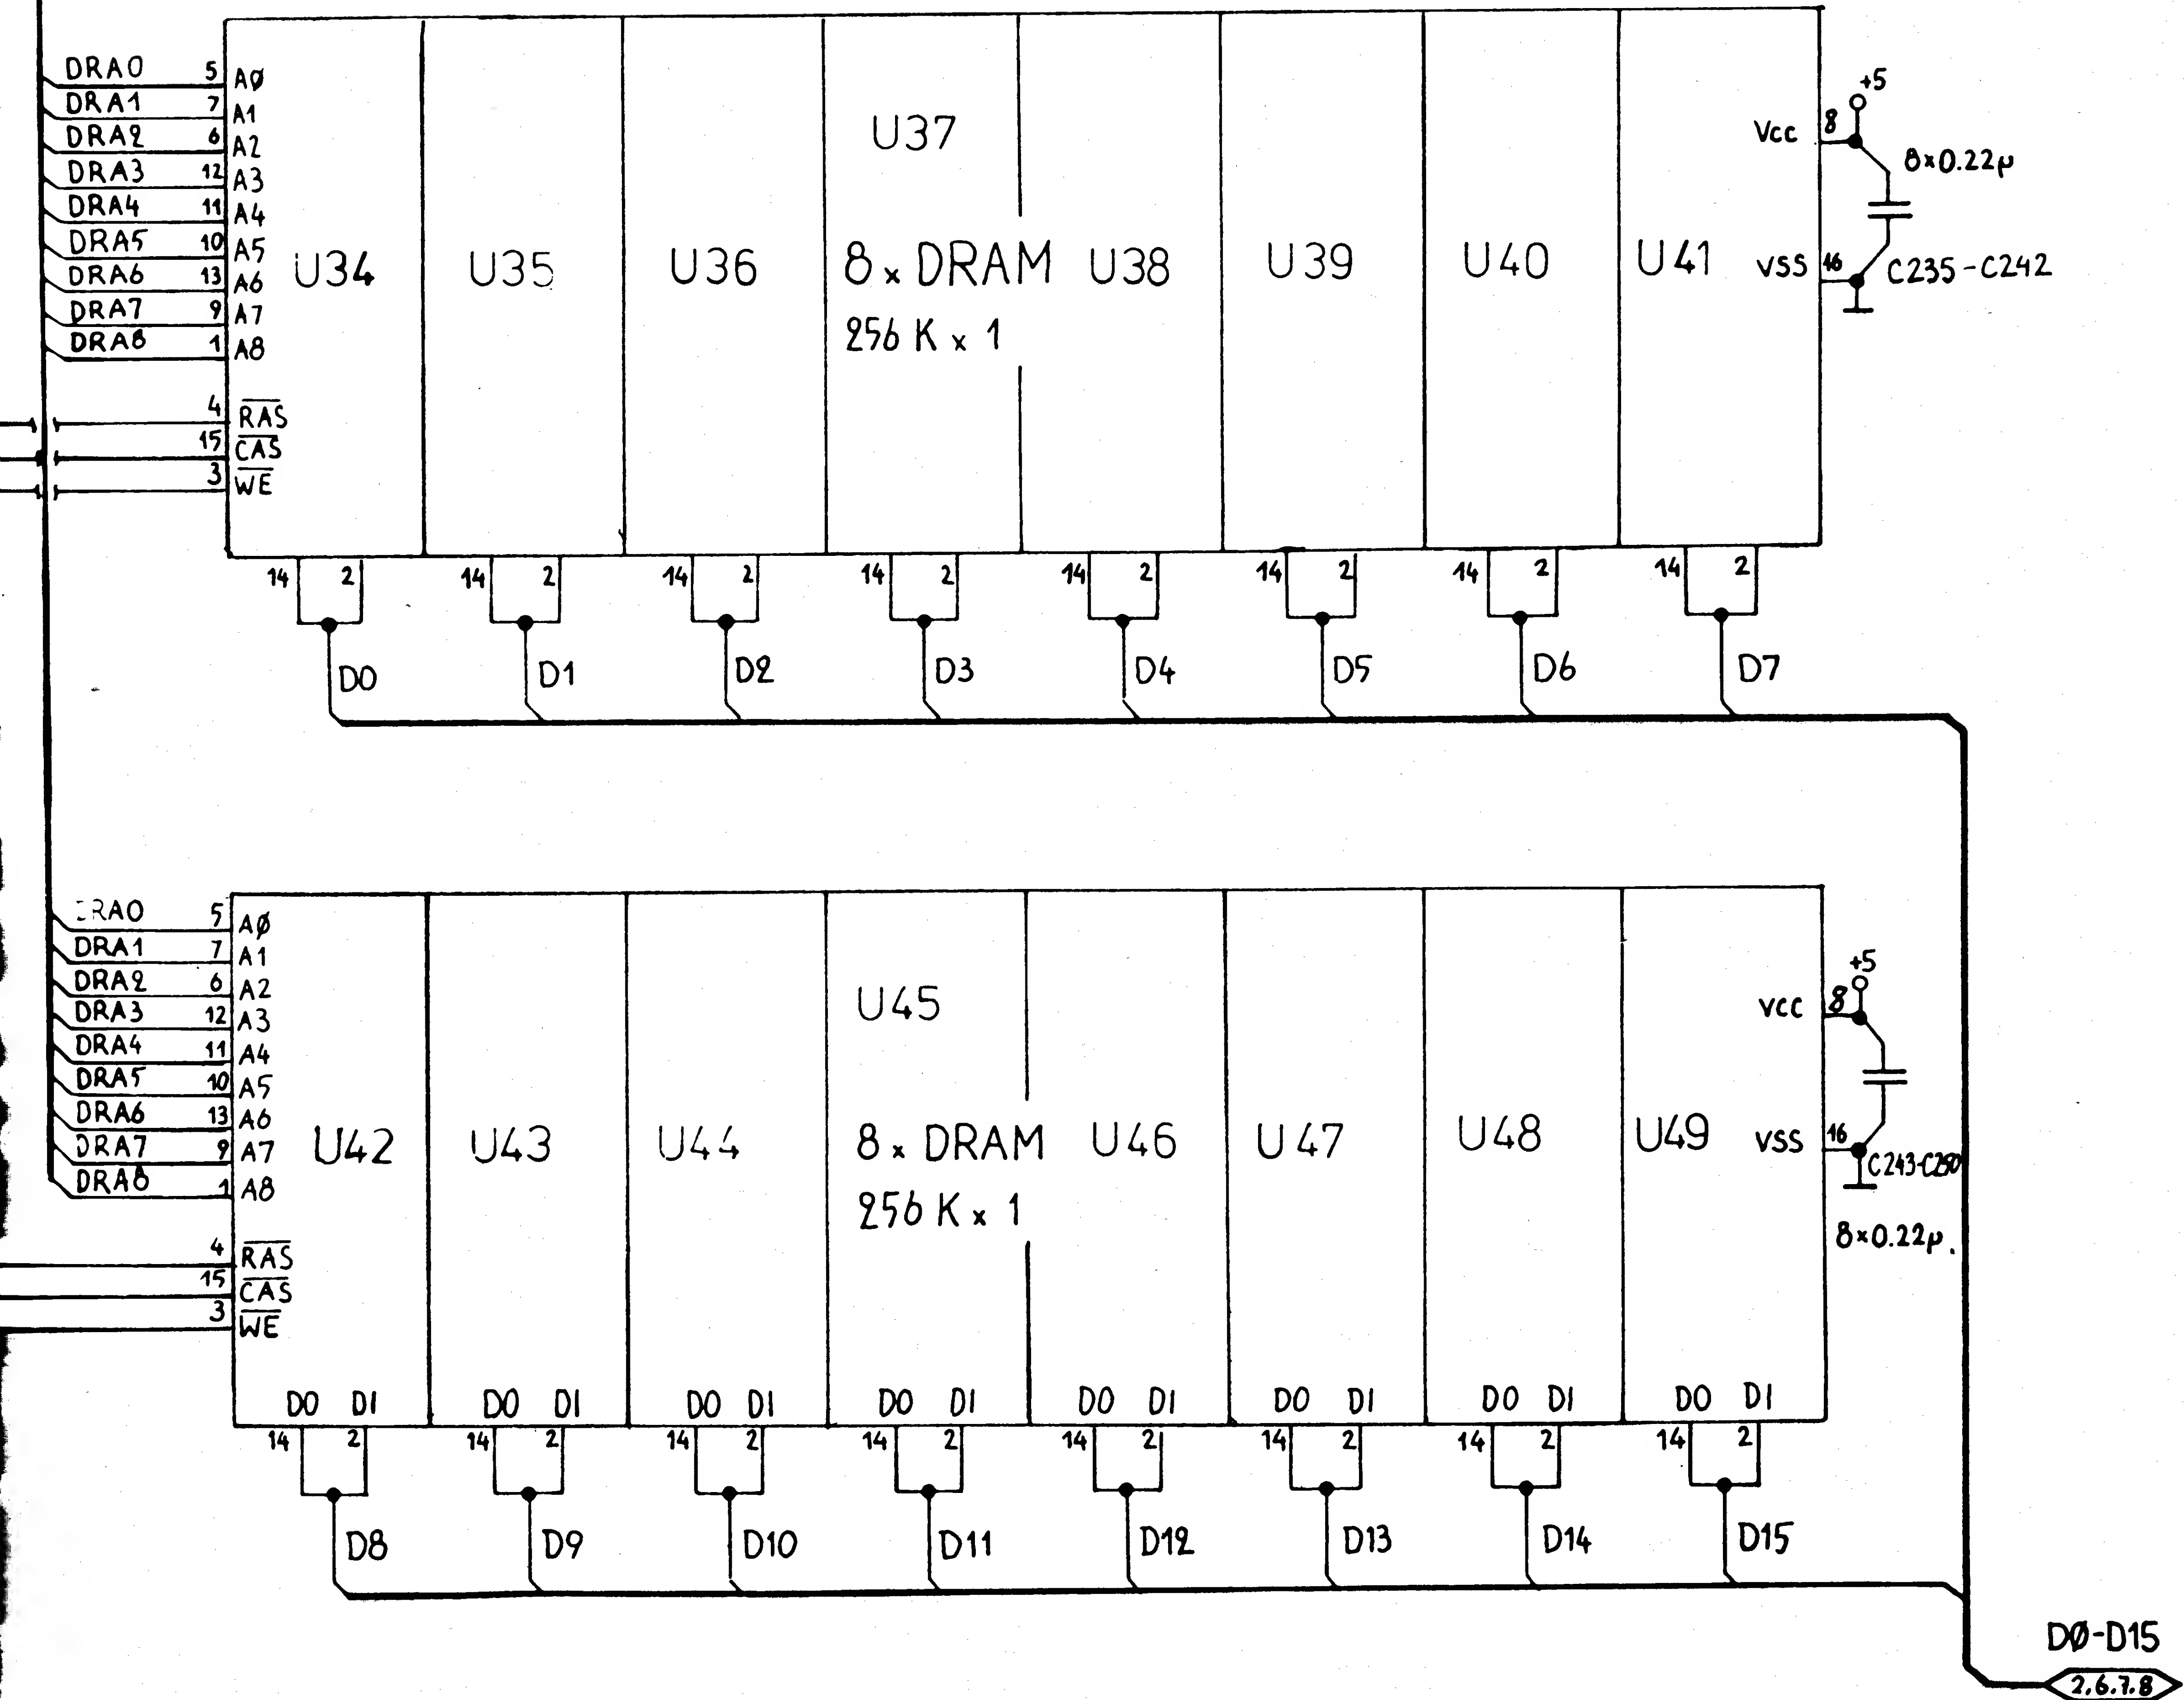 DRA0 5 AØ
DRA1 7 A1
DRA2 6 A2
DRA3 12 A3
DRA4 11 A4
DRA5 10 A5
DRA6 13 A6
DRA7 9 A7
DRA8 1 A8
4 RAS
15 CAS
3 WE
U34 U35 U36 U37 U38 U39 U40 U41
8 x DRAM
256 K x 1
+5
Vcc 8
8x0.22µ
VSS 16
C235-C242
14 2 14 2 14 2 14 2 14 2 14 2 14 2 14 2
D0 D1 D2 D3 D4 D5 D6 D7
DRA0 5 AØ
DRA1 7 A1
DRA2 6 A2
DRA3 12 A3
DRA4 11 A4
DRA5 10 A5
DRA6 13 A6
DRA7 9 A7
DRA8 1 A8
4 RAS
15 CAS
3 WE
U42 U43 U44 U45 U46 U47 U48 U49
8 x DRAM
256 K x 1
+5
VCC 8
VSS 16
C243-C250
8x0.22µ.
DO DI DO DI DO DI DO DI DO DI DO DI DO DI DO DI
14 2 14 2 14 2 14 2 14 2 14 2 14 2 14 2
D8 D9 D10 D11 D12 D13 D14 D15
DØ-D15
2.6.7.8